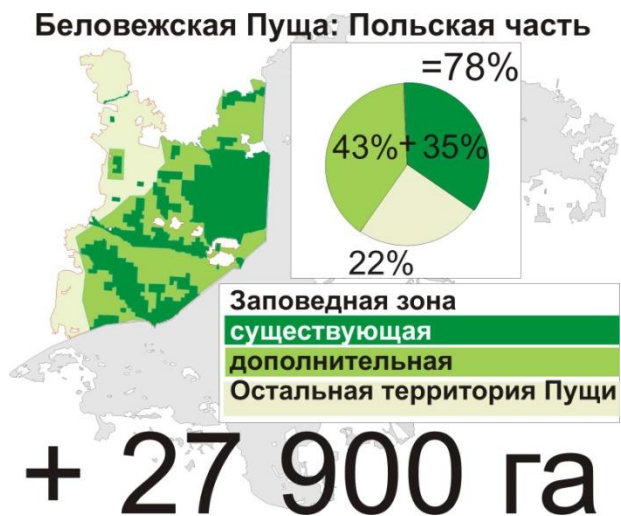 Беловежская Пуща: Польская часть
=78%
43%+35%
22%
Заповедная зона
существующая
дополнительная
Остальная территория Пущи
+ 27 900 га